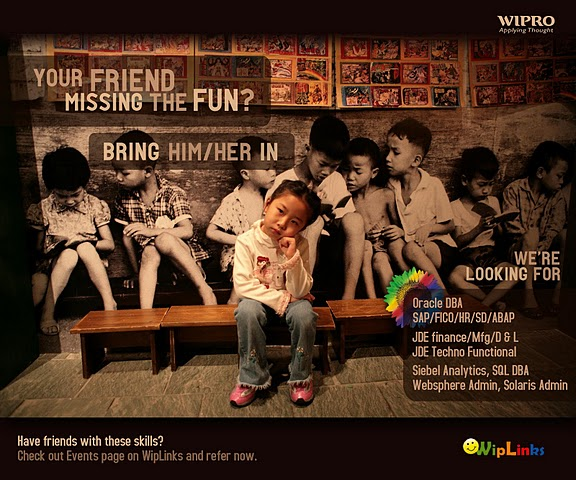 WIPRO
Applying Thought
YOUR FRIEND
MISSING THE FUN?
BRING HIM/HER IN
WE'RE
LOOKING FOR
Oracle DBA
SAP/FICO/HR/SD/ABAP
JDE finance/Mfg/D & L
JDE Techno Functional
Siebel Analytics, SQL DBA
Websphere Admin, Solaris Admin
Have friends with these skills?
Check out Events page on WipLinks and refer now.
WipLinks